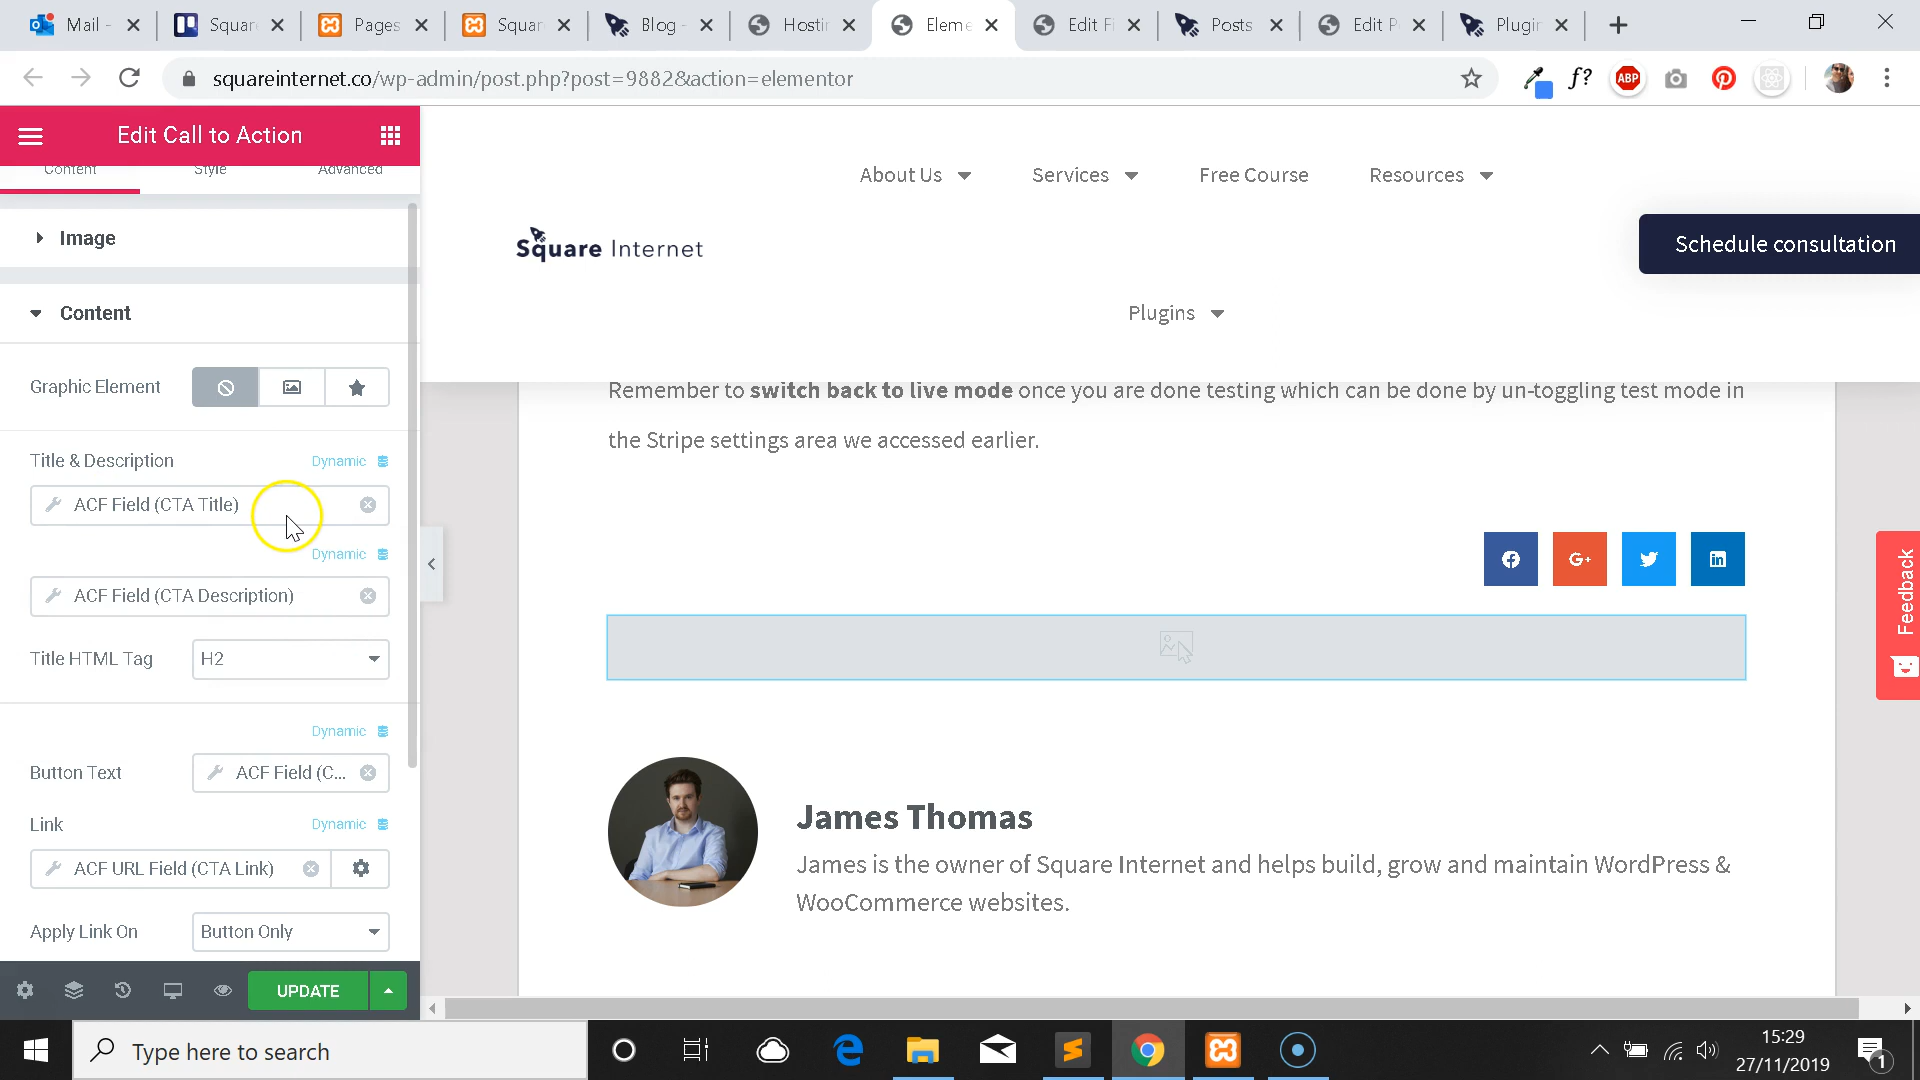 Mail -
Squar
Pages
Squar
Blog -
Hostin
Eleme
Edit Fi
Posts
Edit P
Plugin
squareinternet.co/wp-admin/post.php?post=9882&action=elementor
f?
ABP
Edit Call to Action
Content
Style
Advanced
Image
Content
Graphic Element
Title & Description
Dynamic
ACF Field (CTA Title)
Dynamic
ACF Field (CTA Description)
Title HTML Tag
H2
Dynamic
Button Text
ACF Field (C...
Link
Dynamic
ACF URL Field (CTA Link)
Apply Link On
Button Only
UPDATE
About Us
Services
Free Course
Resources
Square Internet
Schedule consultation
Plugins
Remember to switch back to live mode once you are done testing which can be done by un-toggling test mode in
the Stripe settings area we accessed earlier.
G+
in
Feedback
James Thomas
James is the owner of Square Internet and helps build, grow and maintain WordPress &
WooCommerce websites.
Type here to search
15:29
27/11/2019
1